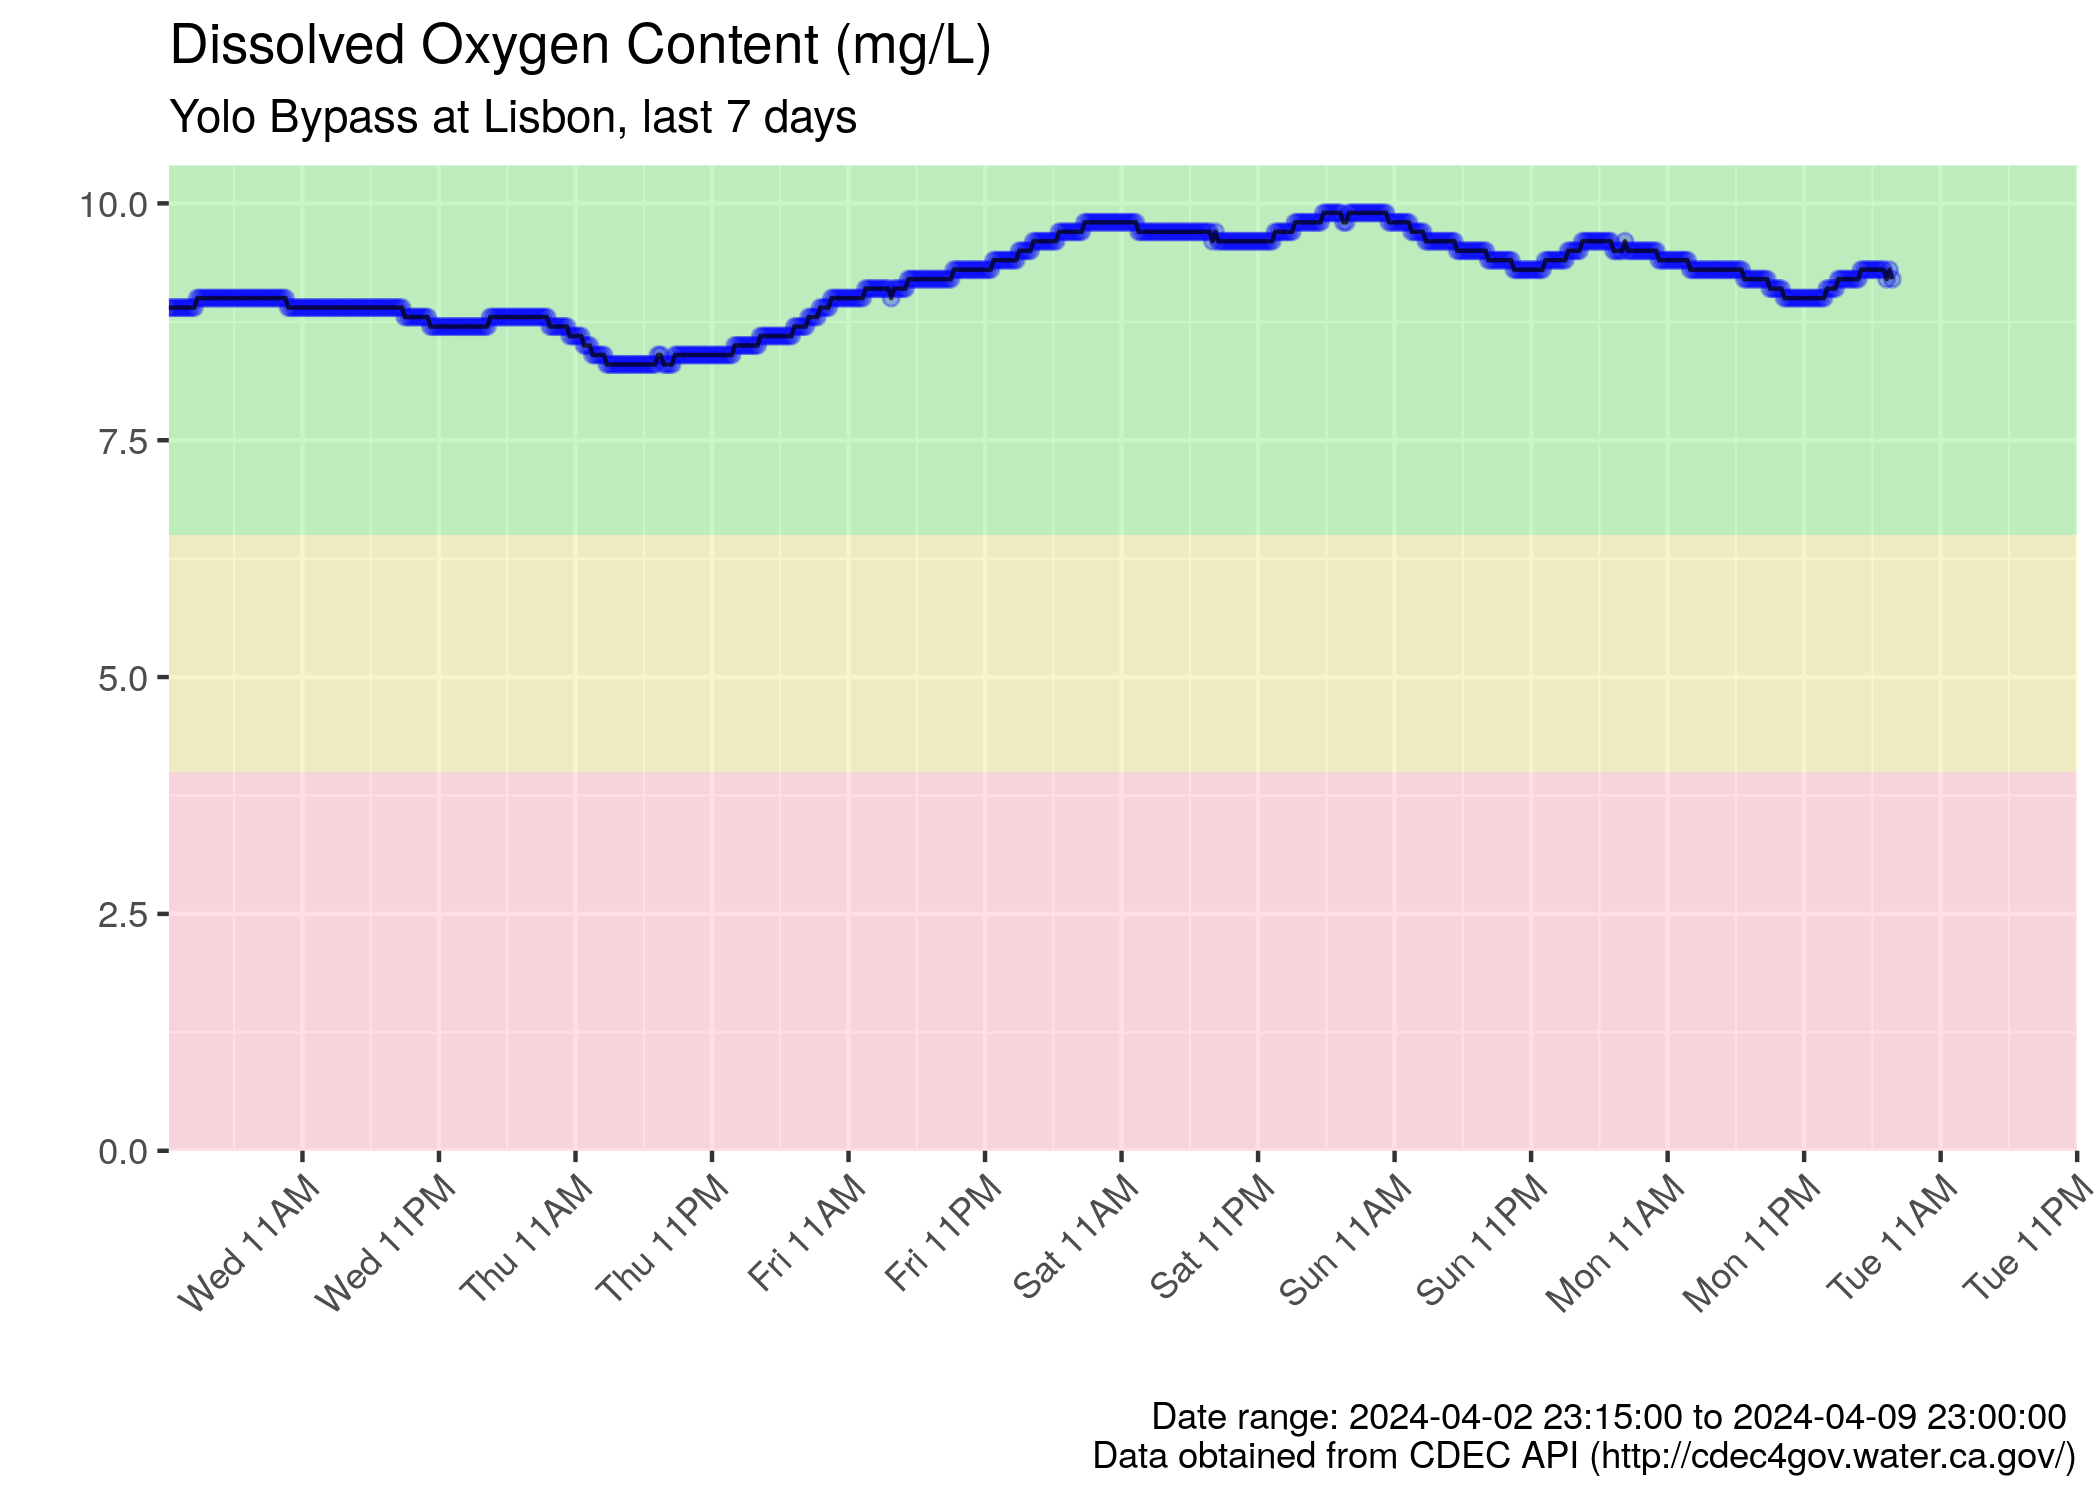 Dissolved Oxygen Content (mg/L)
Yolo Bypass at Lisbon, last 7 days
10.0
7.5
5.0
2.5
0.0
Wed 11AM
Wed 11PM
Thu 11AM
Thu 11PM
Fri 11AM
Fri 11PM
Sat 11AM
Sat 11PM
Sun 11AM
Sun 11PM
Mon 11AM
Mon 11PM
Tue 11AM
Tue 11PM
Date range: 2024-04-02 23:15:00 to 2024-04-09 23:00:00
Data obtained from CDEC API (http://cdec4gov.water.ca.gov/)